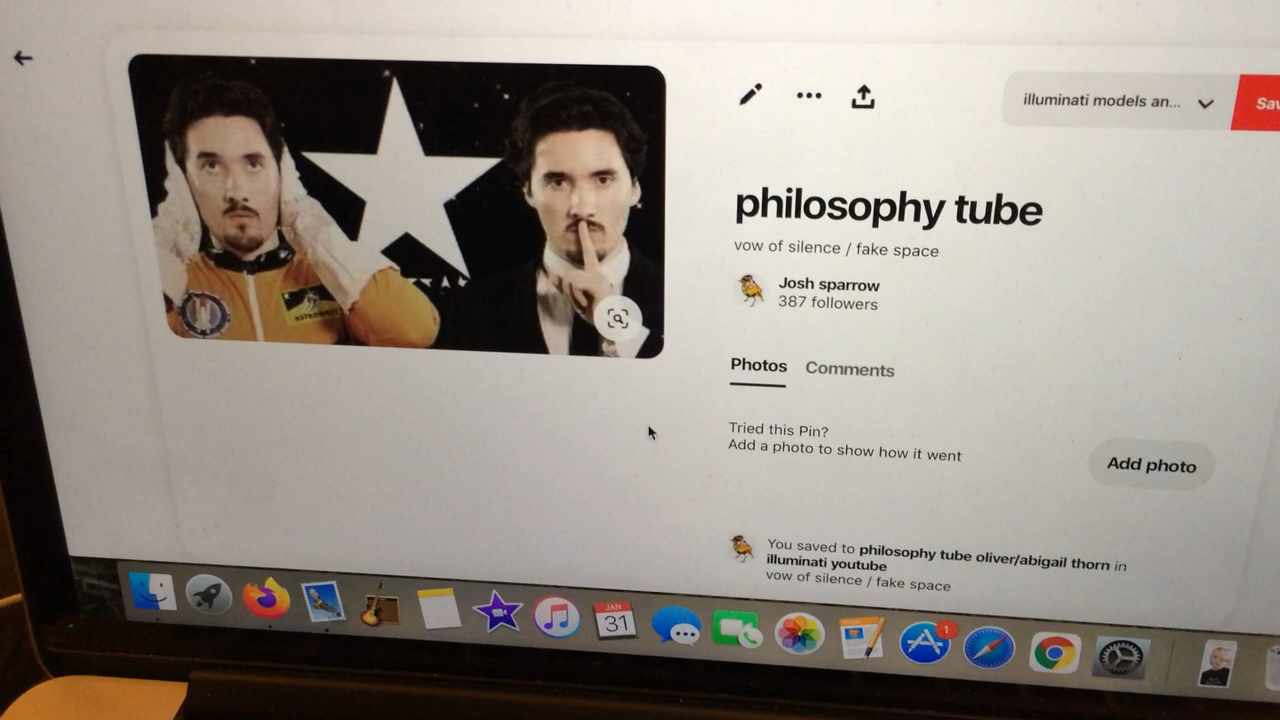 illuminati models an...
Sav
philosophy tube
vow of silence / fake space
Josh sparrow
387 followers
Photos Comments
Tried this Pin?
Add a photo to show how it went
Add photo
You saved to philosophy tube oliver/abigail thorn in
illuminati youtube
vow of silence / fake space
JAN
31
1